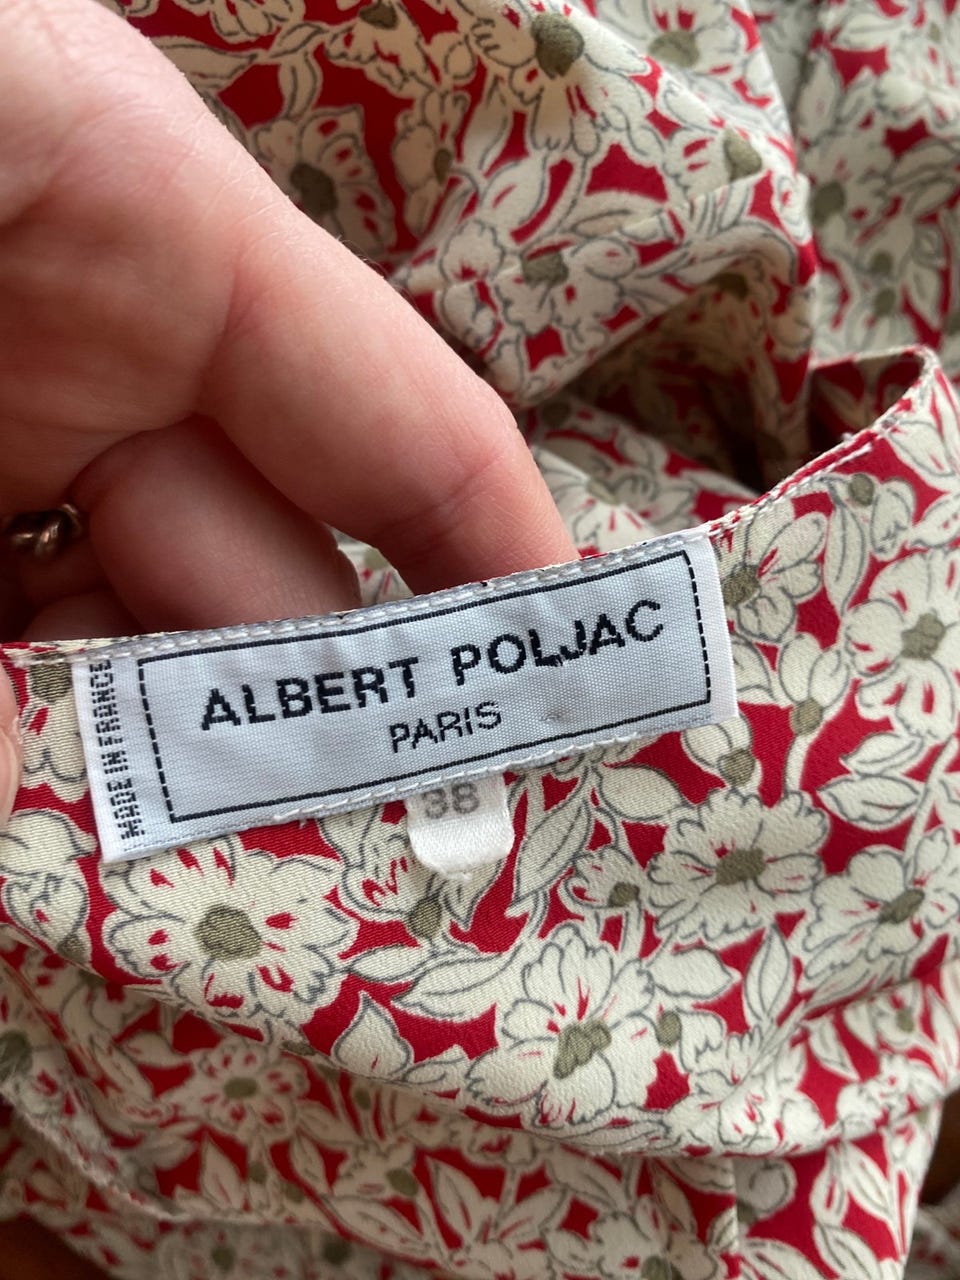 ALBERT POLJAC
PARIS
MADE IN FRANCE
38